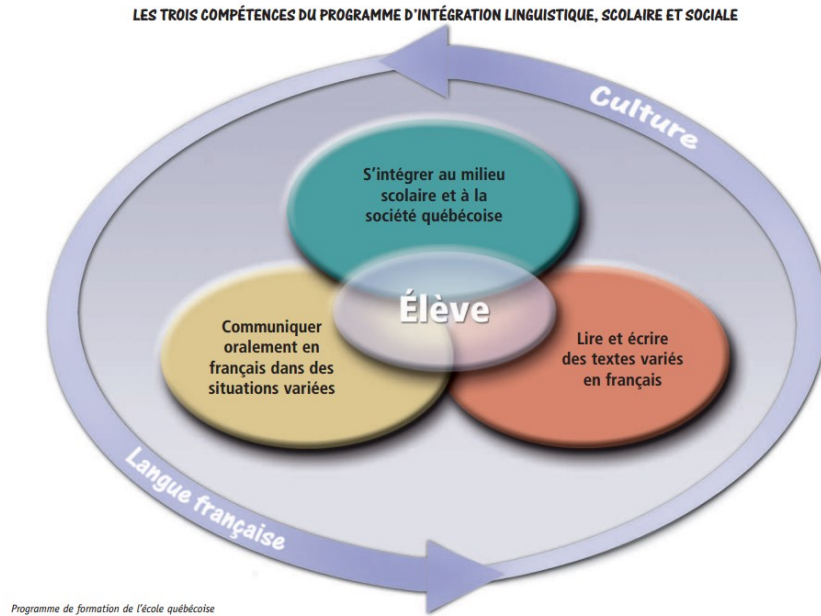 LES TROIS COMPÉTENCES DU PROGRAMME D'INTÉGRATION LINGUISTIQUE, SCOLAIRE ET SOCIALE
Culture
S'intégrer au milieu
scolaire et à la
société québécoise
Élève
Communiquer
oralement en
français dans des
situations variées
Lire et écrire
des textes variés
en français
Langue française
Programme de formation de l'école québécoise